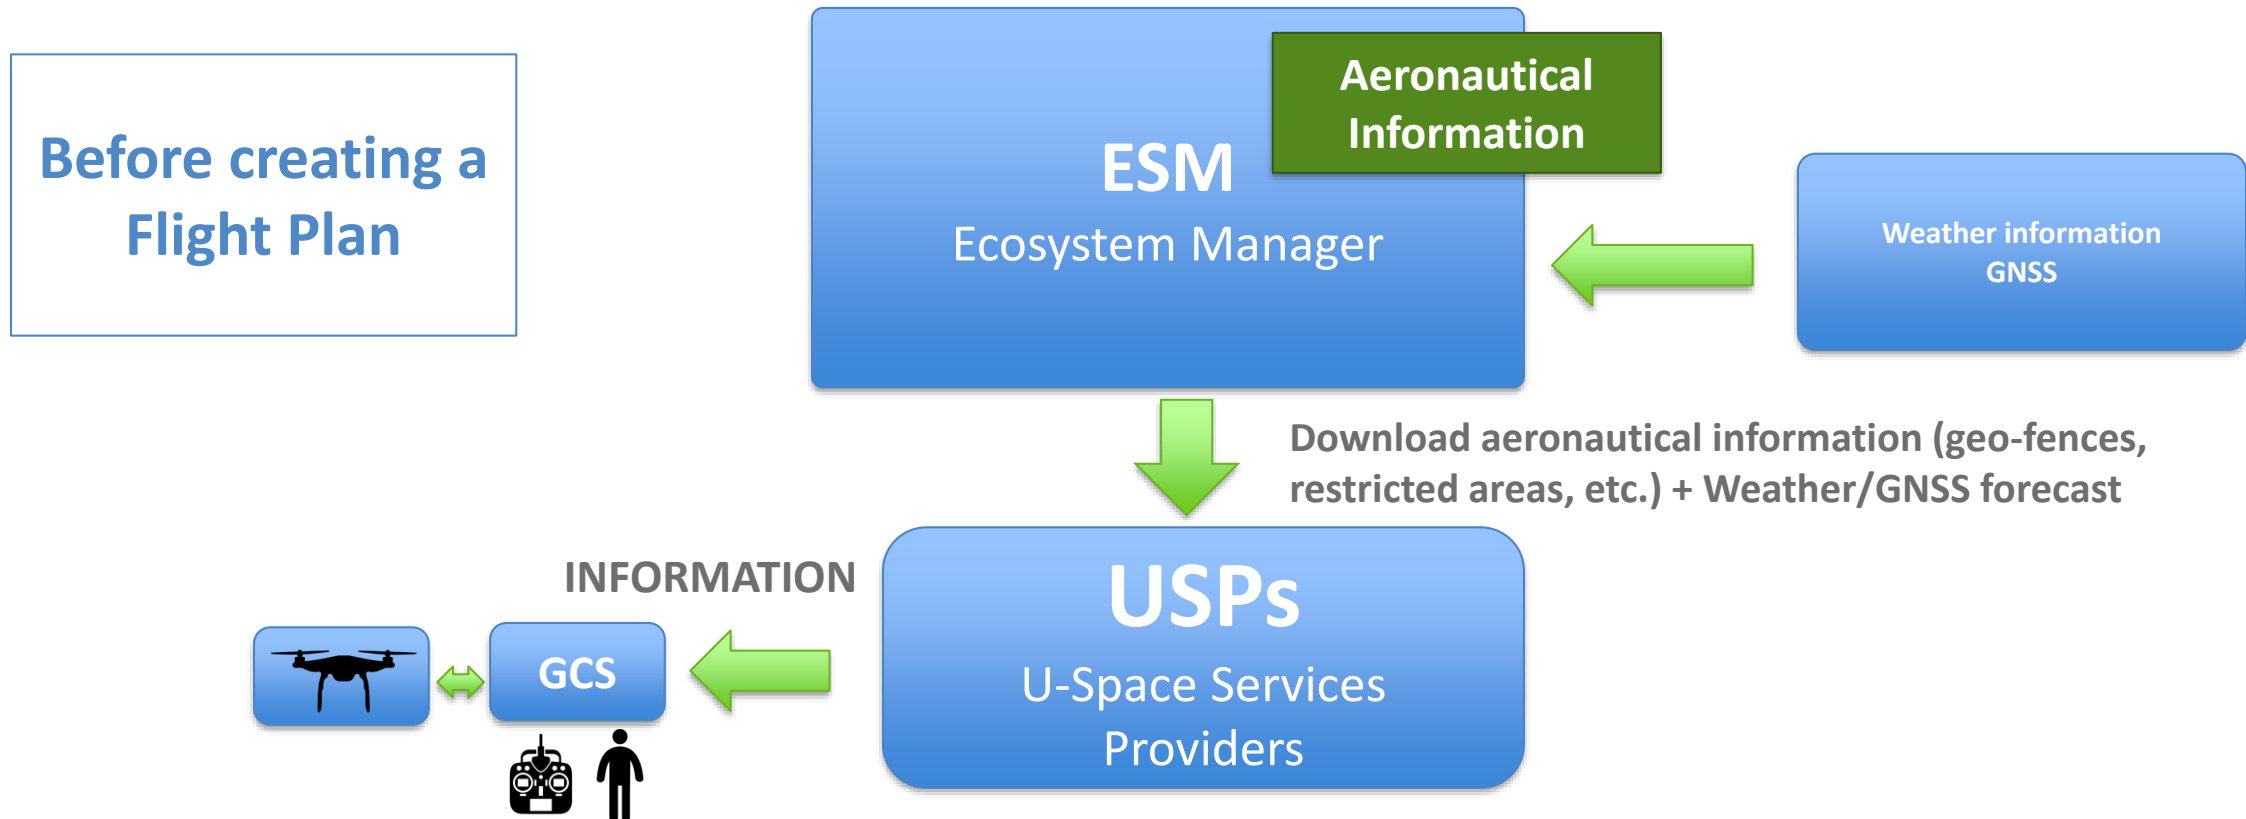 Before creating a
Flight Plan
Aeronautical
Information
ESM
Ecosystem Manager
Weather information
GNSS
Download aeronautical information (geo-fences,
restricted areas, etc.) + Weather/GNSS forecast
INFORMATION
USPs
U-Space Services
Providers
GCS